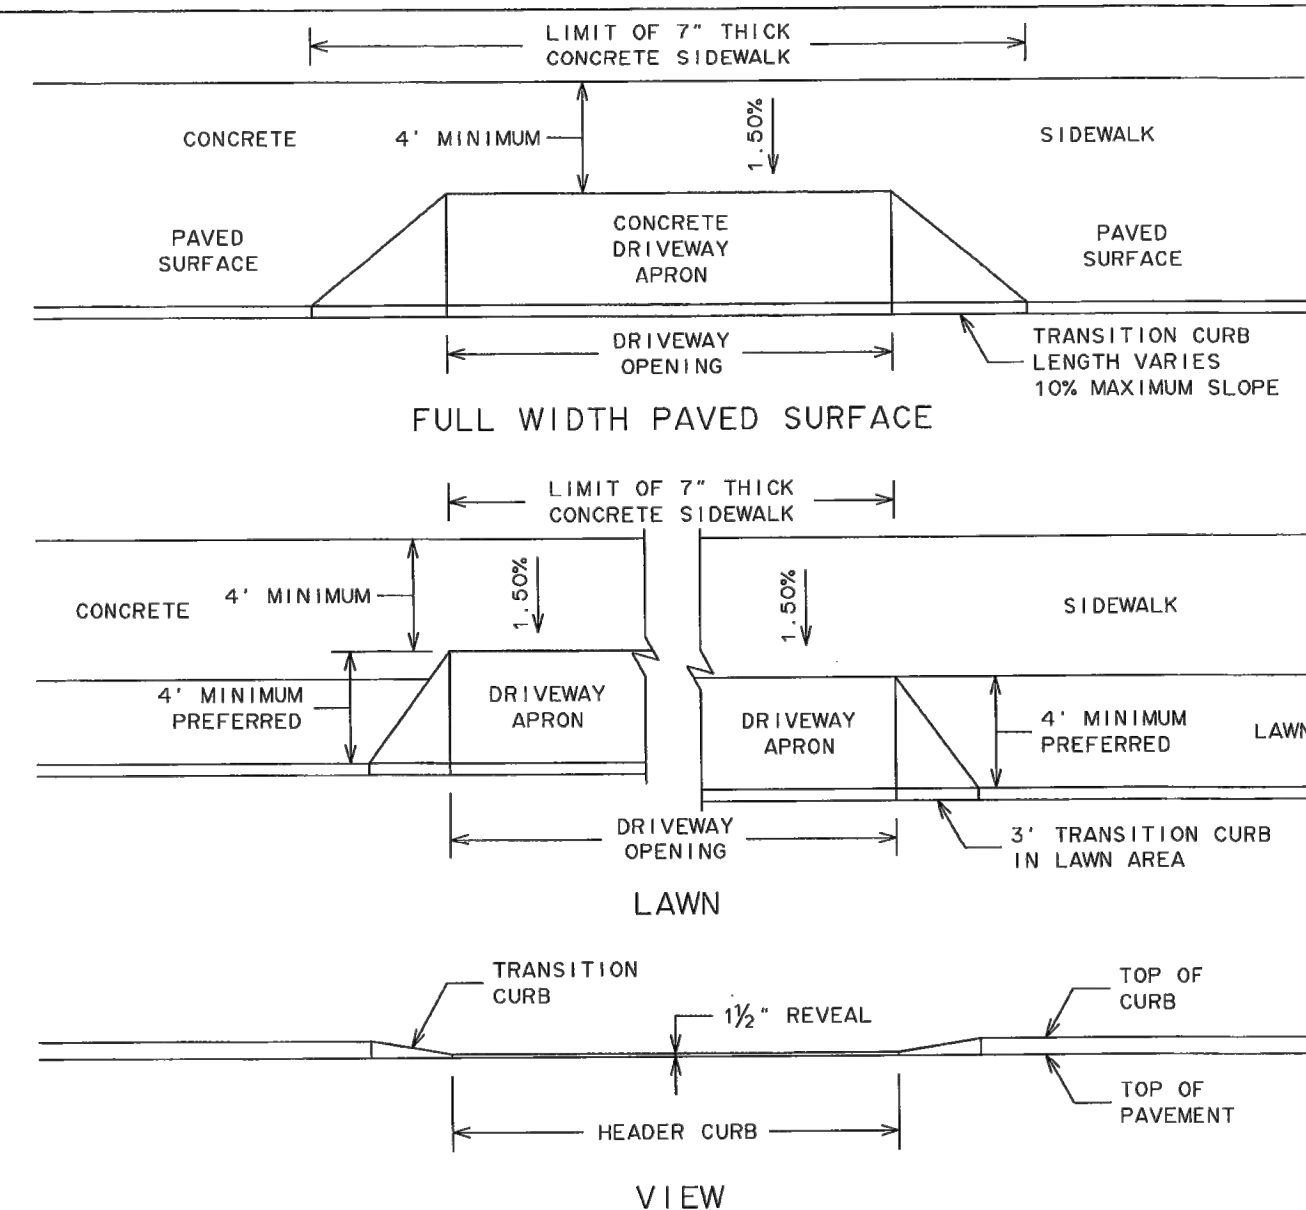 LIMIT OF 7" THICK
CONCRETE SIDEWALK
CONCRETE
4' MINIMUM
1.50%
SIDEWALK
PAVED
SURFACE
CONCRETE
DRIVEWAY
APRON
PAVED
SURFACE
DRIVEWAY
OPENING
TRANSITION CURB
LENGTH VARIES
10% MAXIMUM SLOPE
FULL WIDTH PAVED SURFACE
LIMIT OF 7" THICK
CONCRETE SIDEWALK
CONCRETE
4' MINIMUM
1.50%
1.50%
SIDEWALK
4' MINIMUM
PREFERRED
DRIVEWAY
APRON
DRIVEWAY
APRON
4' MINIMUM
PREFERRED
LAWN
DRIVEWAY
OPENING
3' TRANSITION CURB
IN LAWN AREA
LAWN
TRANSITION
CURB
1½" REVEAL
TOP OF
CURB
HEADER CURB
TOP OF
PAVEMENT
VIEW